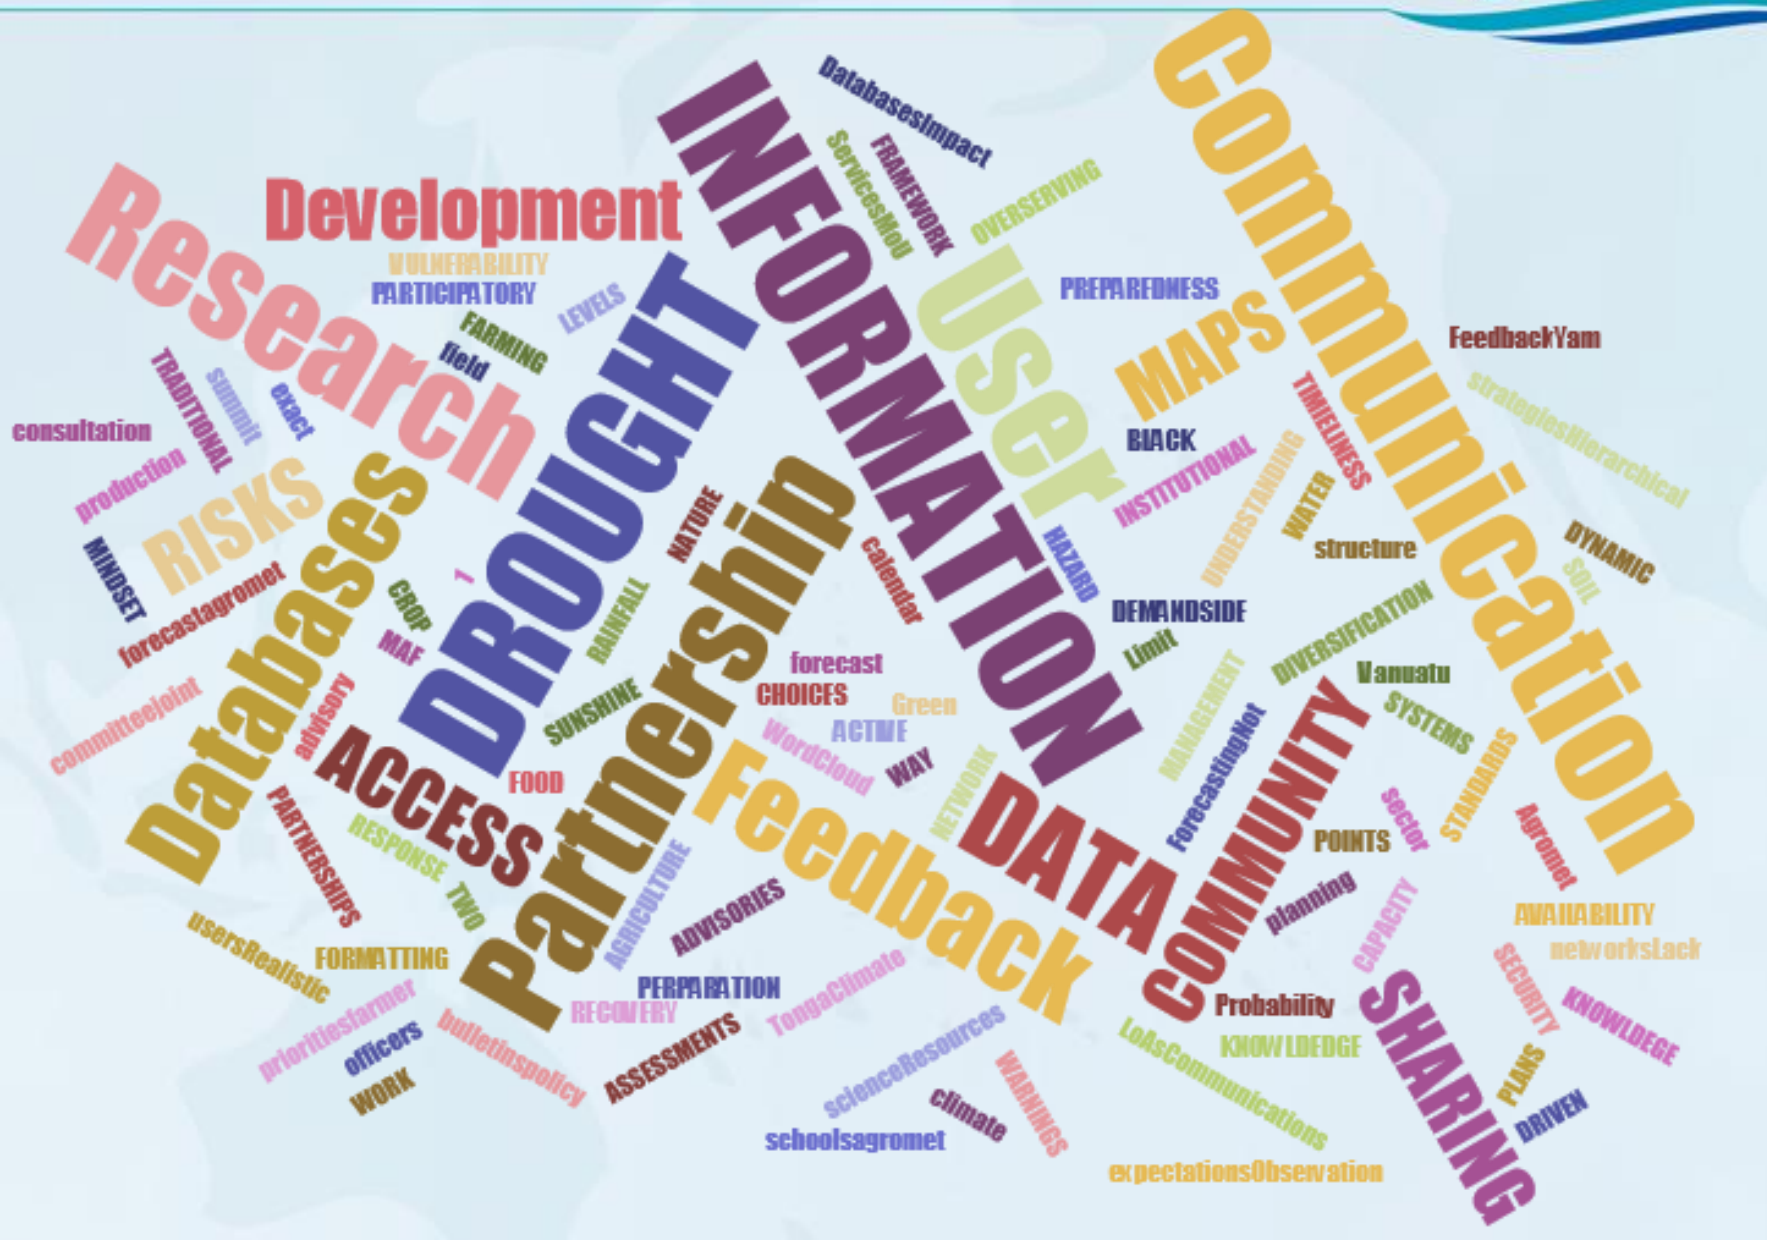 Communication
INFORMATION
DatabasesImpact
ServicesMoU
FRAMEWORK
OVERSERVING
Research
Development
VULNERABILITY
PARTICIPATORY
LEVELS
FARMING
field
DROUGHT
User
PREPAREDNESS
MAPS
FeedbackYam
strategiesHierarchical
TRADITIONAL
summit
exact
consultation
production
RISKS
Databases
BLACK
INSTITUTIONAL
UNDERSTANDING
TIMIELINESS
WATER
structure
DYNAMIC
SOIL
MINDSET
forecastagromet
CROP
1
MAF
NATURE
RAINFALL
Partnership
calendar
HAZARD
DEMANDSIDE
Limit
DIVERSIFICATION
Vanuatu
SYSTEMS
MANAGEMENT
ForecastingNot
committeejoint
advisory
ACCESS
SUNSHINE
FOOD
forecast
CHOICES
Green
ACTIVE
WordCloud
WAY
NETWORK
DATA
COMMUNITY
STANDARDS
sector
POINTS
Agromet
PARTNERSHIPS
RESPONSE
TWO
Feedback
AGRICULTURE
ADVISORIES
planning
CAPACITY
AVAILABILITY
networksLack
SECURITY
KNOWLDEGE
usersRealistic
FORMATTING
prioritiesfarmer
officers
WORK
bulletinspolicy
PERPARATION
RECOVERY
ASSESSMENTS
TongaClimate
scienceResources
schoolsagromet
climate
WARNINGS
LoAsCommunications
Probability
KNOWLDEDGE
SHARING
PLANS
DRIVEN
expectationsObservation